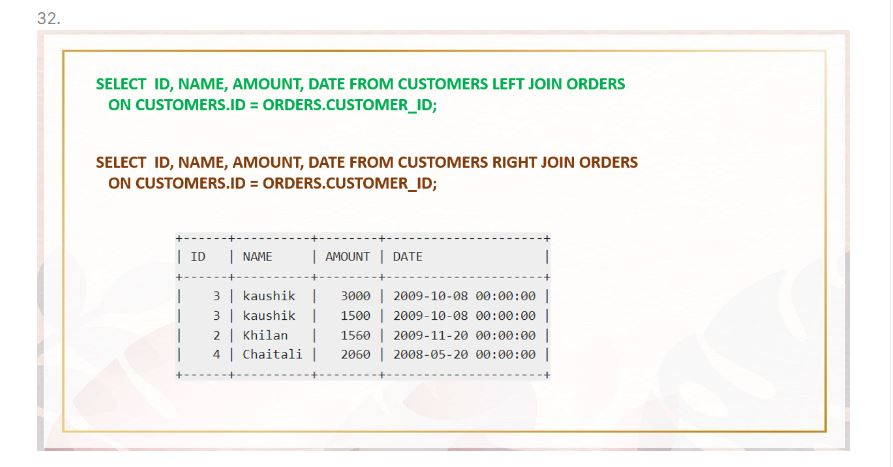 32.
SELECT ID, NAME, AMOUNT, DATE FROM CUSTOMERS LEFT JOIN ORDERS
ON CUSTOMERS.ID = ORDERS.CUSTOMER_ID;
SELECT ID, NAME, AMOUNT, DATE FROM CUSTOMERS RIGHT JOIN ORDERS
ON CUSTOMERS.ID = ORDERS.CUSTOMER_ID;
+------+----------+--------+---------------------+
| ID | NAME | AMOUNT | DATE |
+------+----------+--------+---------------------+
| 3 | kaushik | 3000 | 2009-10-08 00:00:00 |
| 3 | kaushik | 1500 | 2009-10-08 00:00:00 |
| 2 | Khilan | 1560 | 2009-11-20 00:00:00 |
| 4 | Chaitali | 2060 | 2008-05-20 00:00:00 |
+------+----------+--------+---------------------+